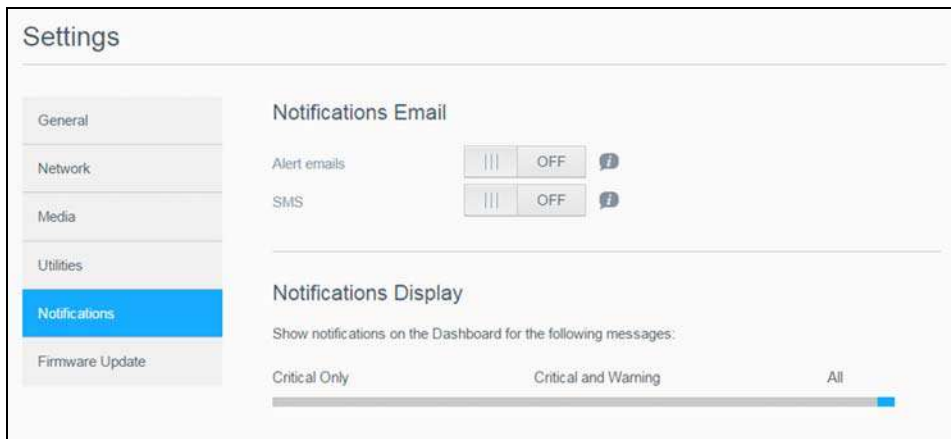 Settings
General
Network
Media
Utilities
Notifications
Firmware Update
Notifications Email
Alert emails OFF
SMS OFF
Notifications Display
Show notifications on the Dashboard for the following messages:
Critical Only Critical and Warning All